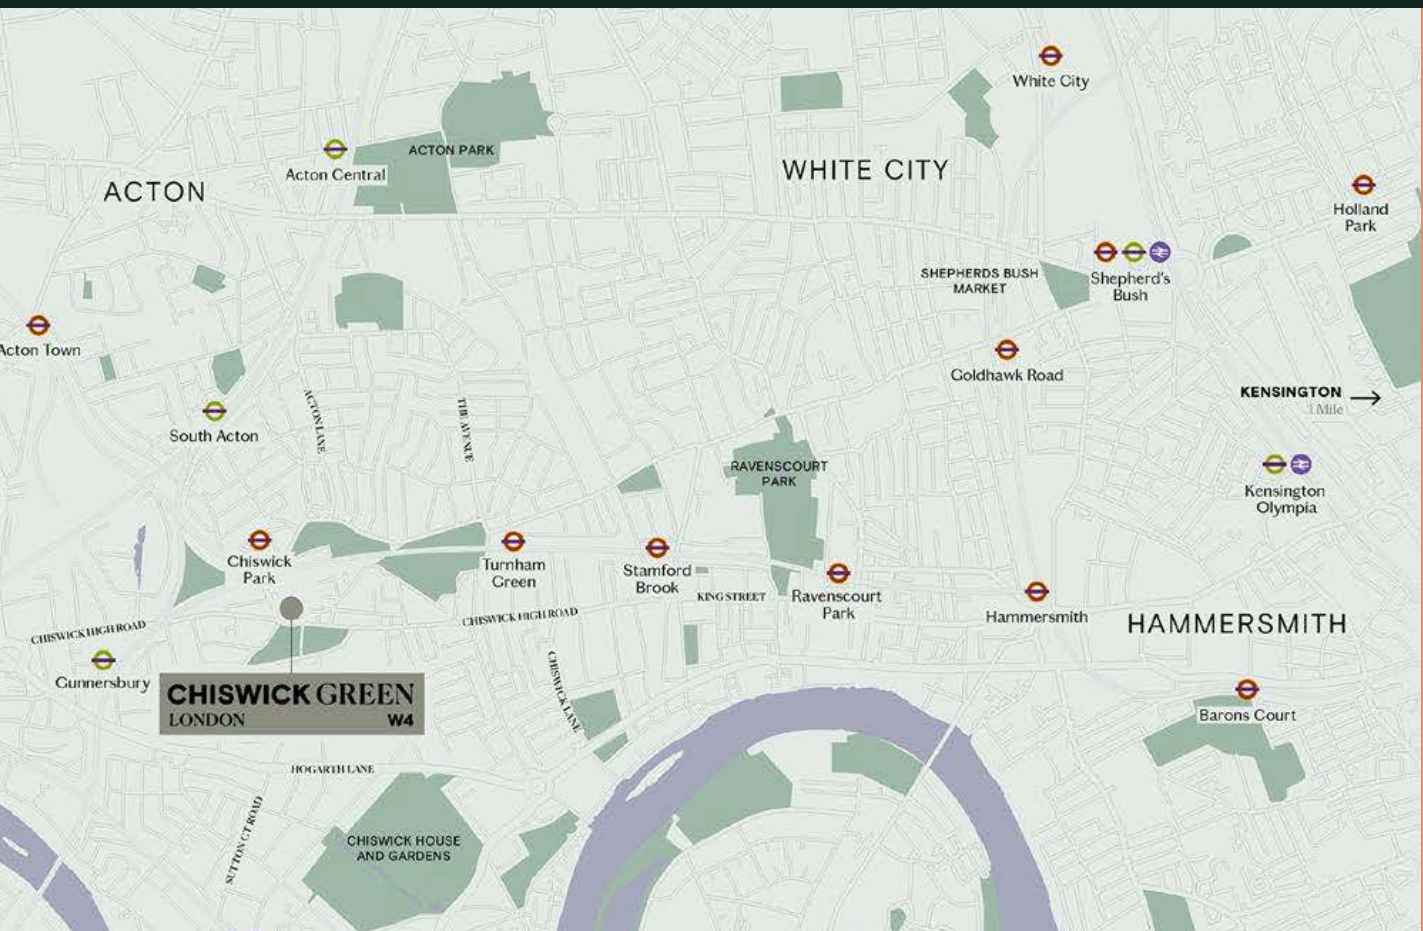 White City
ACTON PARK
Acton Central
WHITE CITY
ACTON
Holland
Park
SHEPHERDS BUSH
MARKET
Shepherd's
Bush
Acton Town
Goldhawk Road
KENSINGTON
1 Mile
ACTON LANE
THE AVENUE
South Acton
RAVENSCOURT
PARK
Kensington
Olympia
Chiswick
Park
Turnham
Green
Stamford
Brook
KING STREET
Ravenscourt
Park
Hammersmith
HAMMERSMITH
CHISWICK HIGH ROAD
CHISWICK HIGH ROAD
Gunnersbury
CHISWICK GREEN
LONDON W4
CHISWICK LANE
Barons Court
HOGARTH LANE
SUTTON CT ROAD
CHISWICK HOUSE
AND GARDENS